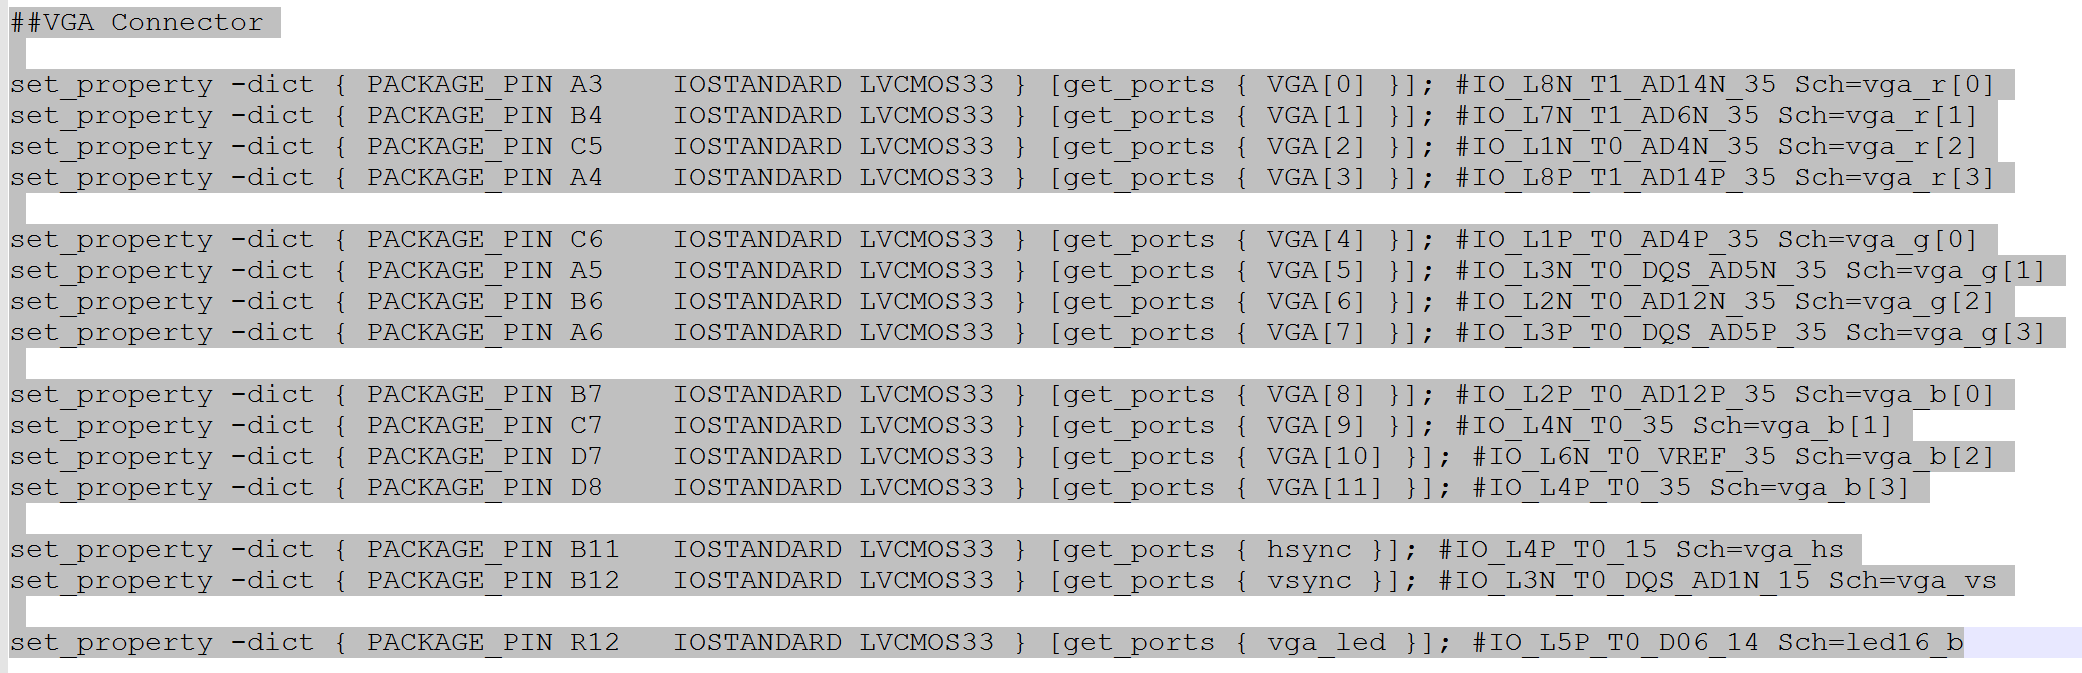 ##VGA Connector
set_property -dict { PACKAGE_PIN A3    IOSTANDARD LVCMOS33 } [get_ports { VGA[0] }]; #IO_L8N_T1_AD14N_35 Sch=vga_r[0]
set_property -dict { PACKAGE_PIN B4    IOSTANDARD LVCMOS33 } [get_ports { VGA[1] }]; #IO_L7N_T1_AD6N_35 Sch=vga_r[1]
set_property -dict { PACKAGE_PIN C5    IOSTANDARD LVCMOS33 } [get_ports { VGA[2] }]; #IO_L1N_T0_AD4N_35 Sch=vga_r[2]
set_property -dict { PACKAGE_PIN A4    IOSTANDARD LVCMOS33 } [get_ports { VGA[3] }]; #IO_L8P_T1_AD14P_35 Sch=vga_r[3]
set_property -dict { PACKAGE_PIN C6    IOSTANDARD LVCMOS33 } [get_ports { VGA[4] }]; #IO_L1P_T0_AD4P_35 Sch=vga_g[0]
set_property -dict { PACKAGE_PIN A5    IOSTANDARD LVCMOS33 } [get_ports { VGA[5] }]; #IO_L3N_T0_DQS_AD5N_35 Sch=vga_g[1]
set_property -dict { PACKAGE_PIN B6    IOSTANDARD LVCMOS33 } [get_ports { VGA[6] }]; #IO_L2N_T0_AD12N_35 Sch=vga_g[2]
set_property -dict { PACKAGE_PIN A6    IOSTANDARD LVCMOS33 } [get_ports { VGA[7] }]; #IO_L3P_T0_DQS_AD5P_35 Sch=vga_g[3]
set_property -dict { PACKAGE_PIN B7    IOSTANDARD LVCMOS33 } [get_ports { VGA[8] }]; #IO_L2P_T0_AD12P_35 Sch=vga_b[0]
set_property -dict { PACKAGE_PIN C7    IOSTANDARD LVCMOS33 } [get_ports { VGA[9] }]; #IO_L4N_T0_35 Sch=vga_b[1]
set_property -dict { PACKAGE_PIN D7    IOSTANDARD LVCMOS33 } [get_ports { VGA[10] }]; #IO_L6N_T0_VREF_35 Sch=vga_b[2]
set_property -dict { PACKAGE_PIN D8    IOSTANDARD LVCMOS33 } [get_ports { VGA[11] }]; #IO_L4P_T0_35 Sch=vga_b[3]
set_property -dict { PACKAGE_PIN B11   IOSTANDARD LVCMOS33 } [get_ports { hsync }]; #IO_L4P_T0_15 Sch=vga_hs
set_property -dict { PACKAGE_PIN B12   IOSTANDARD LVCMOS33 } [get_ports { vsync }]; #IO_L3N_T0_DQS_AD1N_15 Sch=vga_vs
set_property -dict { PACKAGE_PIN R12   IOSTANDARD LVCMOS33 } [get_ports { vga_led }]; #IO_L5P_T0_D06_14 Sch=led16_b